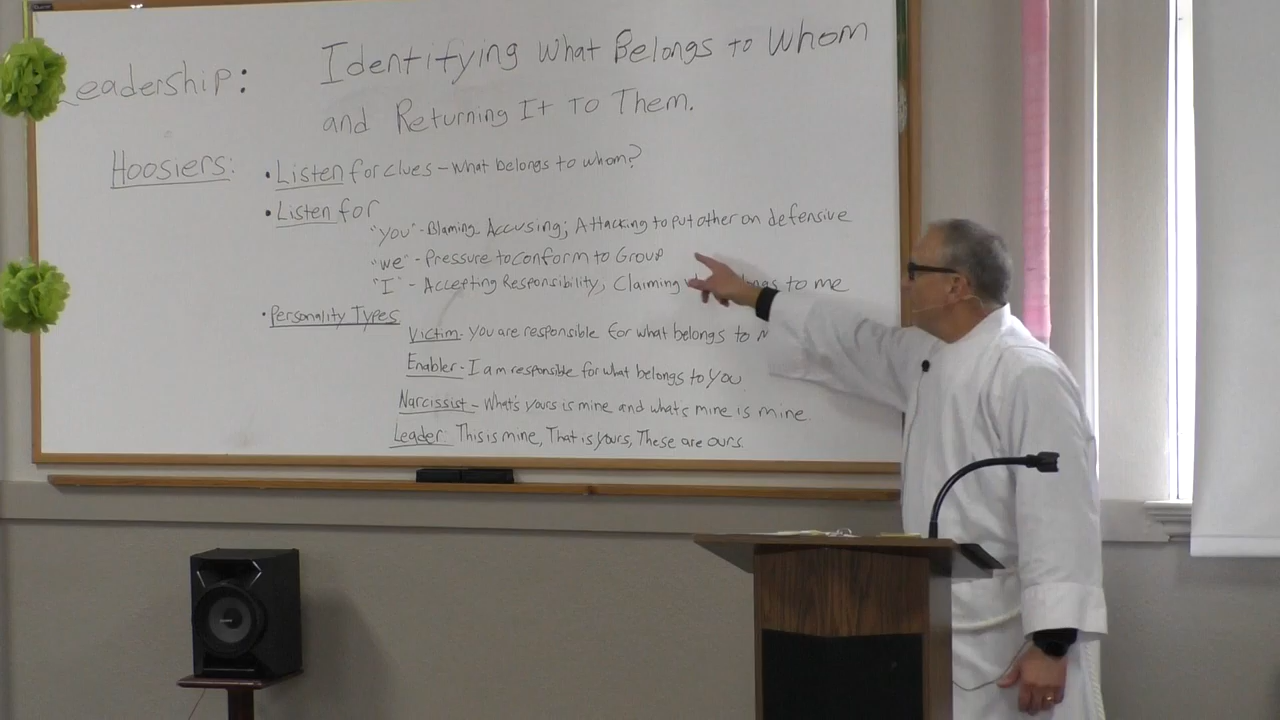 Leadership: Identifying What Belongs to Whom
and Returning It To Them.
Hoosiers: • Listen for clues - What belongs to whom?
• Listen for
"you" - Blaming Accusing; Attacking to put other on defensive
"we" - Pressure to conform to Group
"I" - Accepting Responsibility, Claiming to me
• Personality Types
Victim - You are responsible for what belongs to
Enabler - I am responsible for what belongs to you.
Narcissist - What's yours is mine and what's mine is mine.
Leader This is mine, That is yours, These are ours.